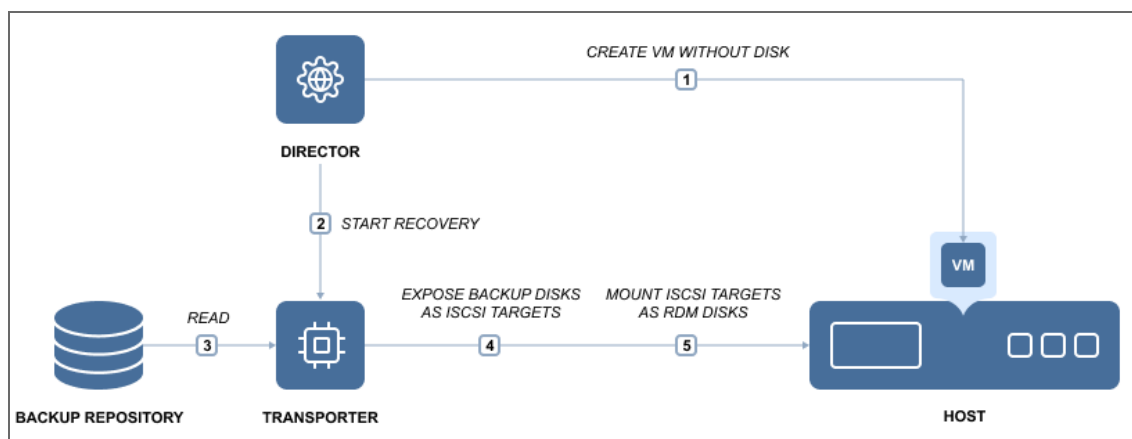 CREATE VM WITHOUT DISK
1
DIRECTOR
2 START RECOVERY
VM
READ
3
EXPOSE BACKUP DISKS
AS ISCSI TARGETS
4
MOUNT ISCSI TARGETS
AS RDM DISKS
5
BACKUP REPOSITORY
TRANSPORTER
HOST